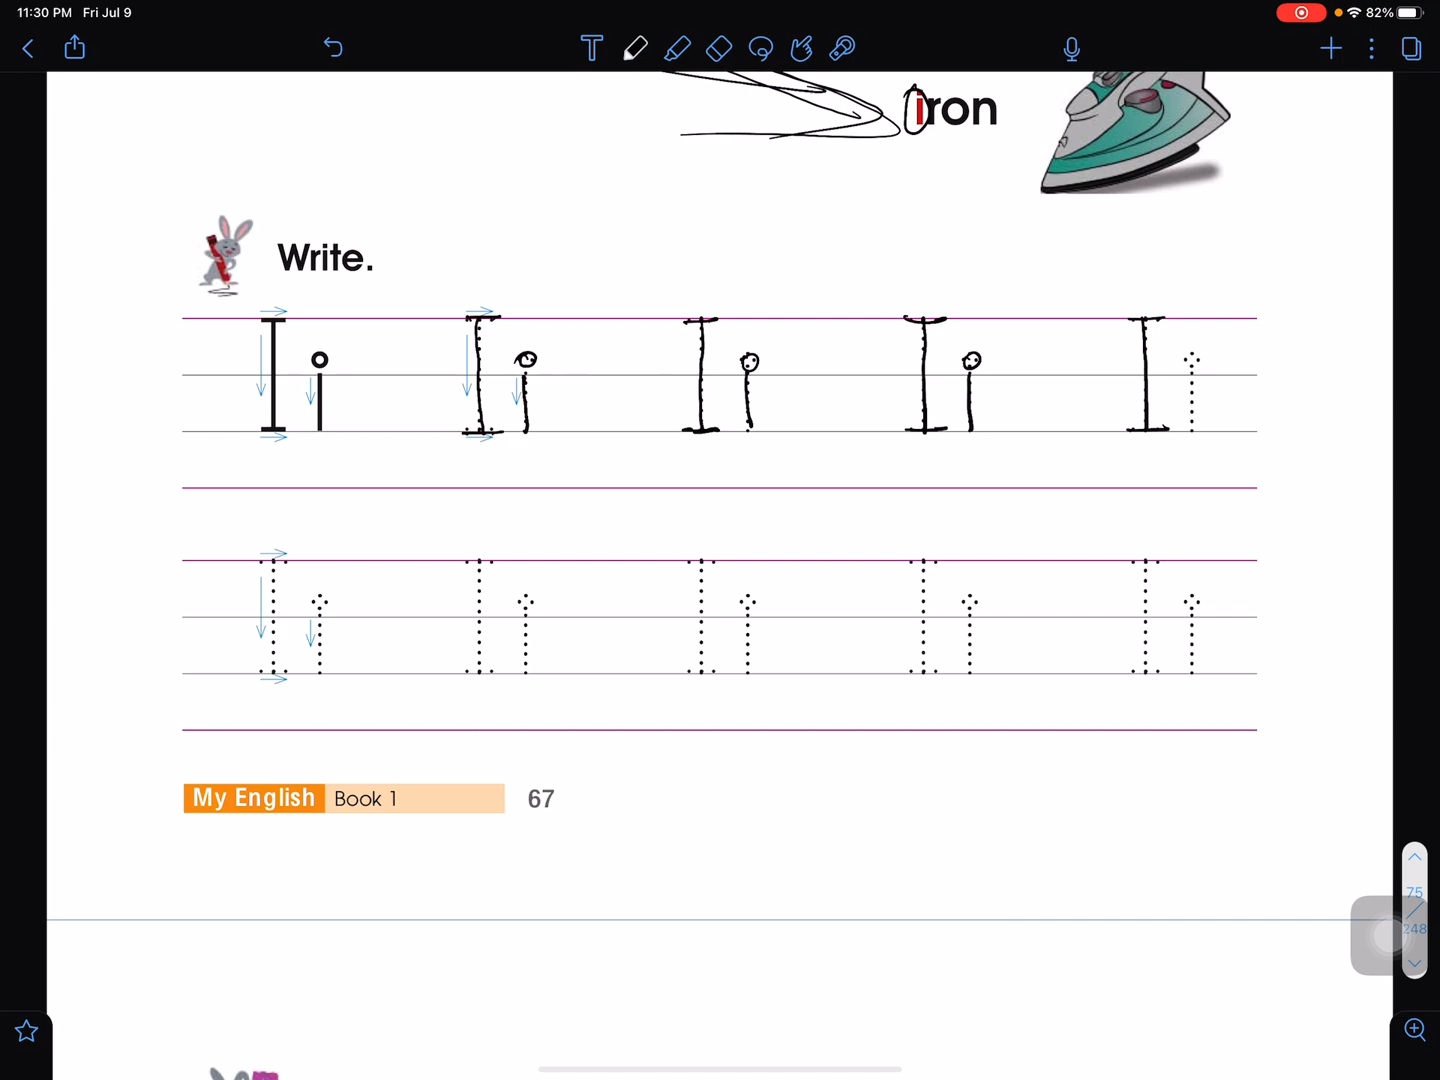 11:30 PM Fri Jul 9 82%
T
iron
Write.
I i I i I i I i I i
I i I i I i I i I i
My English Book 1 67
75
248